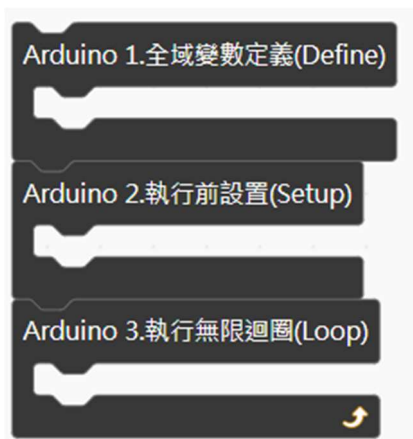 Arduino 1.全域變數定義(Define)
Arduino 2.執行前設置(Setup)
Arduino 3.執行無限迴圈(Loop)